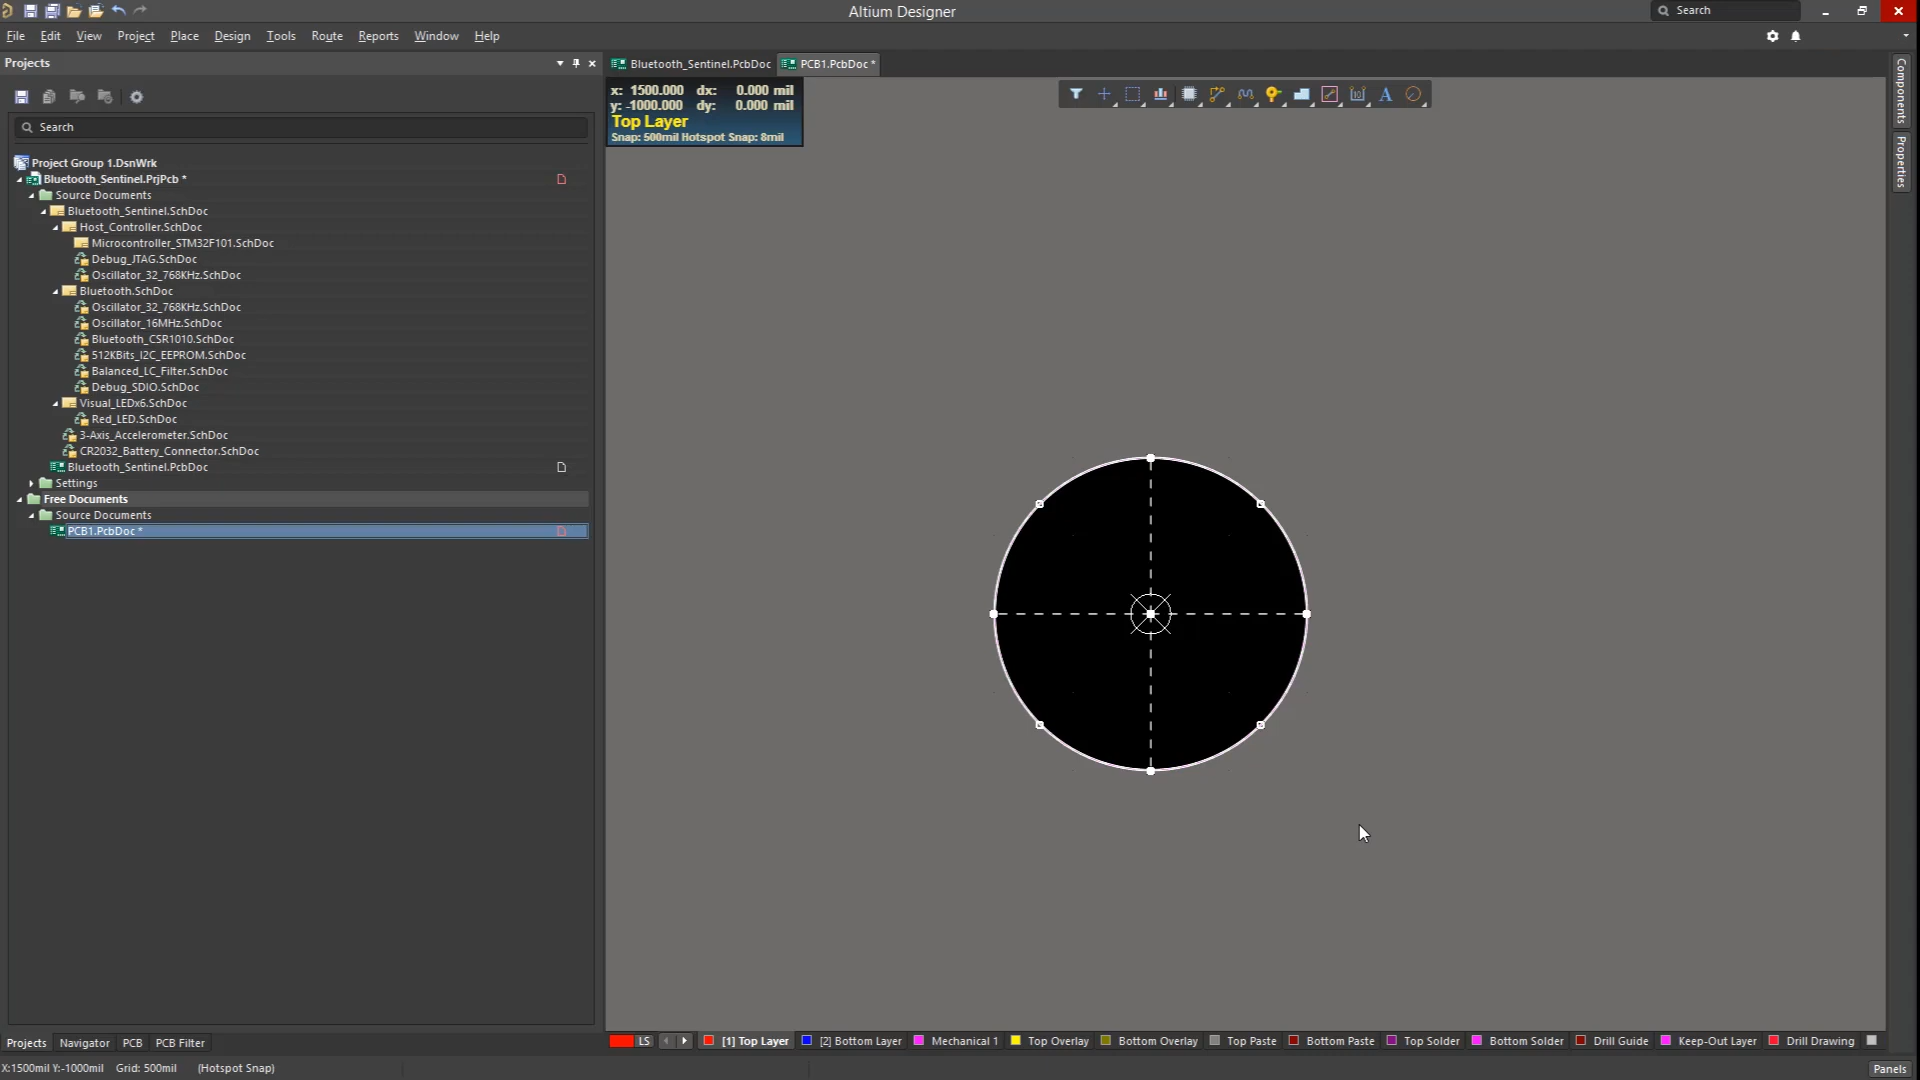 Altium Designer
Search
File Edit View Project Place Design Tools Route Reports Window Help
Projects
Bluetooth_Sentinel.PcbDoc
PCB1.PcbDoc *
x: 1500.000 dx: 0.000 mil
y: -1000.000 dy: 0.000 mil
Top Layer
Snap: 500mil Hotspot Snap: 8mil
Search
Project Group 1.DsnWrk
Bluetooth_Sentinel.PrjPcb *
Source Documents
Bluetooth_Sentinel.SchDoc
Host_Controller.SchDoc
Microcontroller_STM32F101.SchDoc
Debug_JTAG.SchDoc
Oscillator_32_768KHz.SchDoc
Bluetooth.SchDoc
Oscillator_32_768KHz.SchDoc
Oscillator_16MHz.SchDoc
Bluetooth_CSR1010.SchDoc
512KBits_I2C_EEPROM.SchDoc
Balanced_LC_Filter.SchDoc
Debug_SDIO.SchDoc
Visual_LEDx6.SchDoc
Red_LED.SchDoc
3-Axis_Accelerometer.SchDoc
CR2032_Battery_Connector.SchDoc
Bluetooth_Sentinel.PcbDoc
Settings
Free Documents
Source Documents
PCB1.PcbDoc *
Components
Properties
Projects Navigator PCB PCB Filter
LS [1] Top Layer [2] Bottom Layer Mechanical 1 Top Overlay Bottom Overlay Top Paste Bottom Paste Top Solder Bottom Solder Drill Guide Keep-Out Layer Drill Drawing
X:1500mil Y:-1000mil Grid: 500mil (Hotspot Snap)
Panels